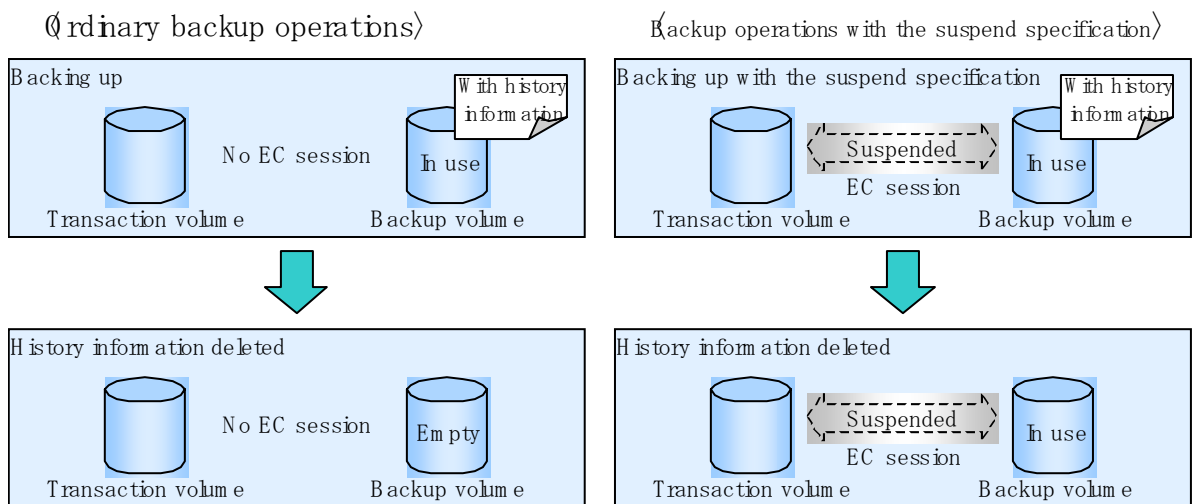 〈Ordinary backup operations〉
〈Backup operations with the suspend specification〉
Backing up
With history
information
No EC session
In use
Transaction volume
Backup volume
Backing up with the suspend specification
With history
information
Suspended
EC session
In use
Transaction volume
Backup volume
History information deleted
No EC session
Empty
Transaction volume
Backup volume
History information deleted
Suspended
EC session
In use
Transaction volume
Backup volume